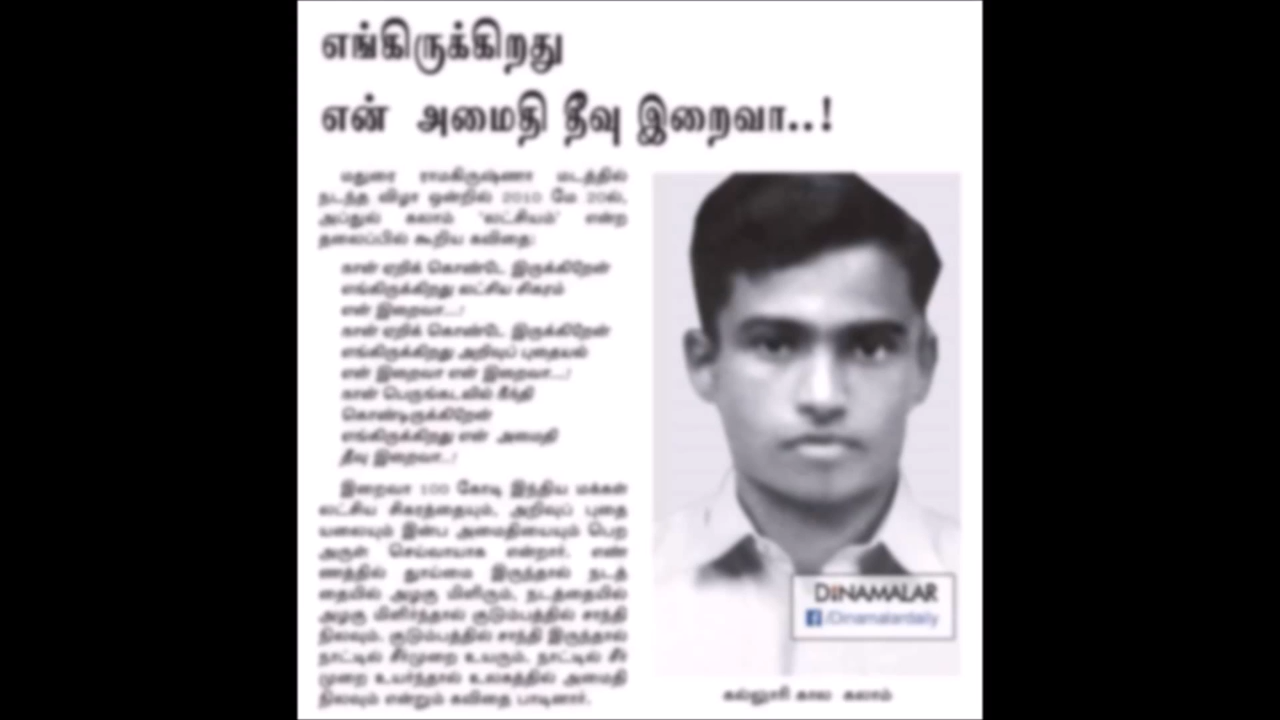 எங்கிருக்கிறது
என் அமைதி தீவு இறைவா..!
மதுரை ராமகிருஷ்ணா மடத்தில்
நடந்த விழா ஒன்றில் 2010 மே 20ல்,
அப்துல் கலாம் 'லட்சியம்' என்ற
தலைப்பில் கூறிய கவிதை:
நான் ஏறிக் கொண்டே இருக்கிறேன்
எங்கிருக்கிறது லட்சிய சிகரம்
என் இறைவா...!
நான் ஏறிக் கொண்டே இருக்கிறேன்
எங்கிருக்கிறது அறிவுப் புதையல்
என் இறைவா என் இறைவா...!
நான் பெருங்கடலில் நீந்தி
கொண்டிருக்கிறேன்
எங்கிருக்கிறது என் அமைதி
தீவு இறைவா..!
இறைவா 100 கோடி இந்திய மக்கள்
லட்சிய சிகரத்தையும், அறிவுப் புதை
யலையும் இன்ப அமைதியையும் பெற
அருள் செய்வாயாக என்றார். எண்
ணத்தில் தூய்மை இருந்தால் நடத்
தையில் அழகு மிளிரும். நடத்தையில்
அழகு மிளிர்ந்தால் குடும்பத்தில் சாந்தி
நிலவும். குடும்பத்தில் சாந்தி இருந்தால்
நாட்டில் சீர்முறை உயரும். நாட்டில் சீர்
முறை உயர்ந்தால் உலகத்தில் அமைதி
நிலவும் என்றும் கவிதை பாடினார்.
DINAMALAR
/Dinamalardaily
கல்லூரி கால கலாம்